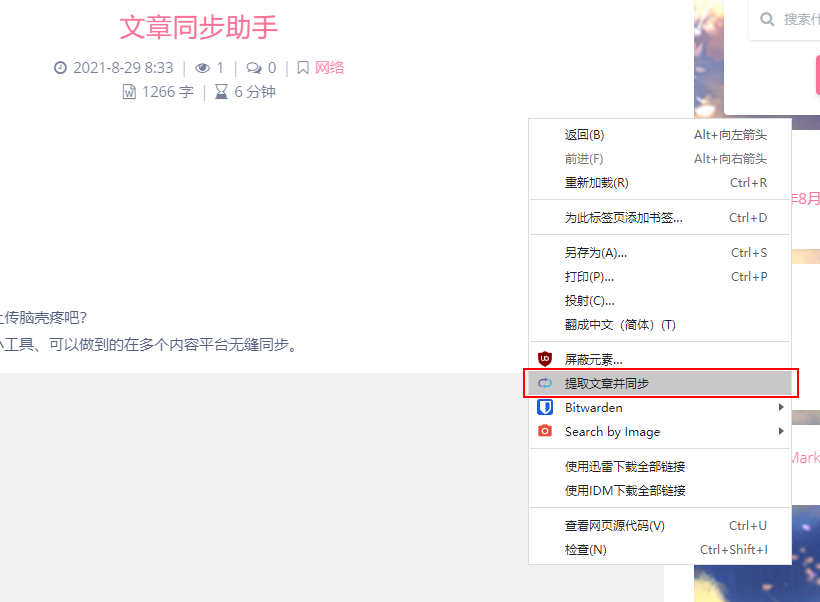 文章同步助手
2021-8-29 8:33 | 1 | 0 | 网络
1266 字 | 6 分钟
传脑壳疼吧?
工具、可以做到的在多个内容平台无缝同步。
搜索什
年8月
Mark
返回(B) Alt+向左箭头
前进(F) Alt+向右箭头
重新加载(R) Ctrl+R
为此标签页添加书签... Ctrl+D
另存为(A)... Ctrl+S
打印(P)... Ctrl+P
投射(C)...
翻成中文（简体）(T)
屏蔽元素...
提取文章并同步
Bitwarden
Search by Image
使用迅雷下载全部链接
使用IDM下载全部链接
查看网页源代码(V) Ctrl+U
检查(N) Ctrl+Shift+I